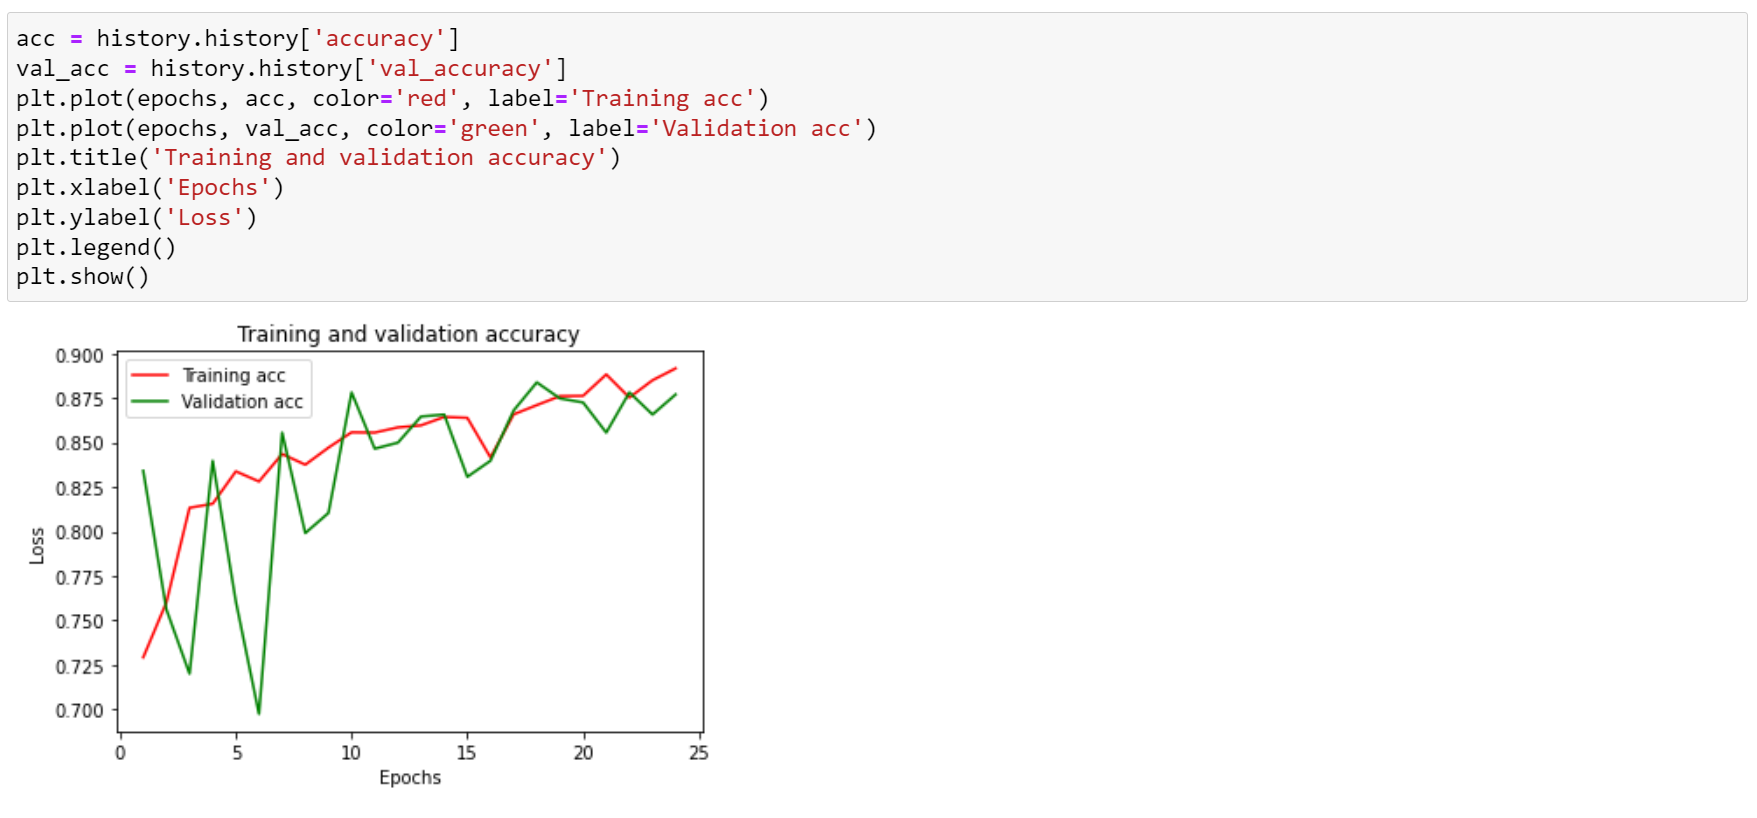 acc = history.history['accuracy']
val_acc = history.history['val_accuracy']
plt.plot(epochs, acc, color='red', label='Training acc')
plt.plot(epochs, val_acc, color='green', label='Validation acc')
plt.title('Training and validation accuracy')
plt.xlabel('Epochs')
plt.ylabel('Loss')
plt.legend()
plt.show()
Training and validation accuracy
Training acc
Validation acc
0.900
0.875
0.850
0.825
0.800
0.775
0.750
0.725
0.700
Loss
0 5 10 15 20 25
Epochs